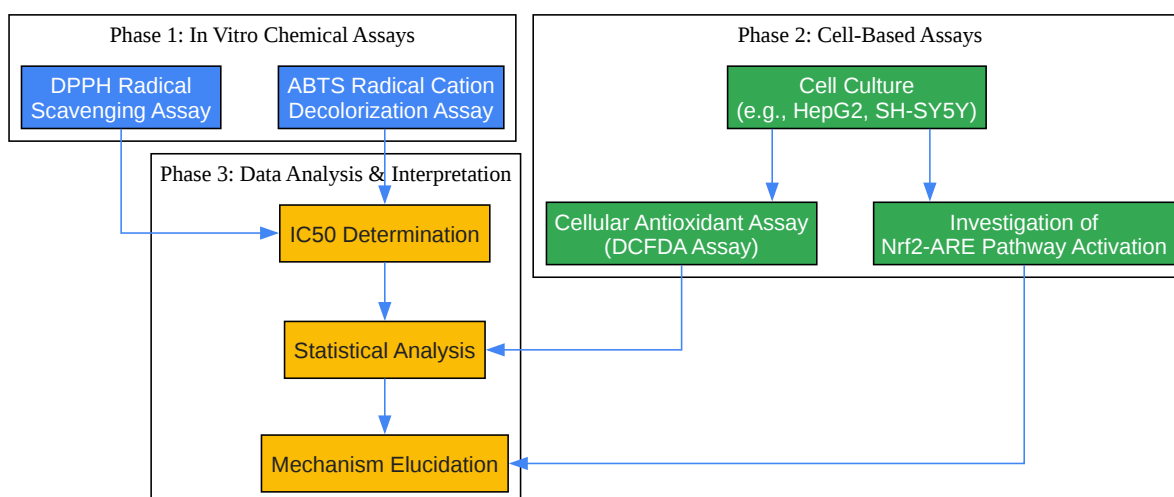 Phase 1: In Vitro Chemical Assays
DPPH Radical
Scavenging Assay
ABTS Radical Cation
Decolorization Assay
Phase 2: Cell-Based Assays
Cell Culture
(e.g., HepG2, SH-SY5Y)
Cellular Antioxidant Assay
(DCFDA Assay)
Investigation of
Nrf2-ARE Pathway Activation
Phase 3: Data Analysis & Interpretation
IC50 Determination
Statistical Analysis
Mechanism Elucidation